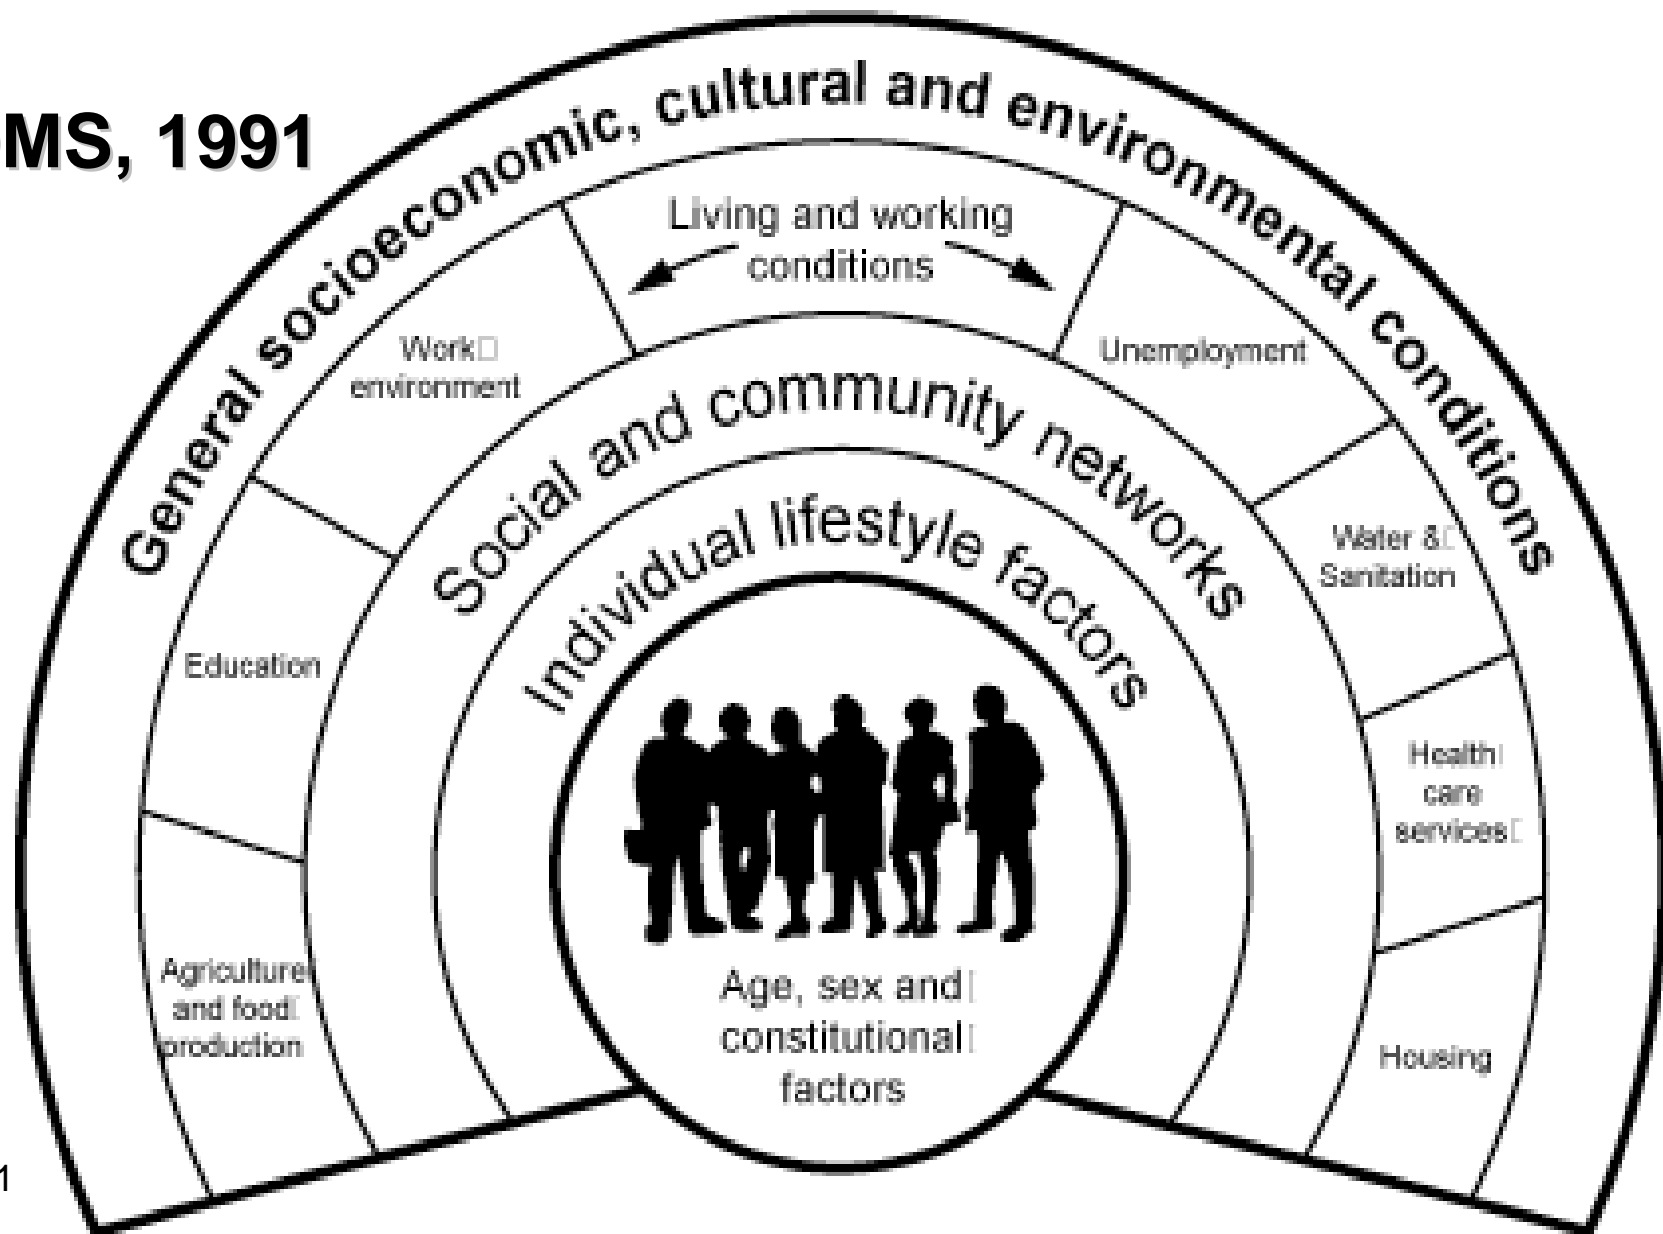 MS, 1991
General socioeconomic, cultural and environmental conditions
Living and working
conditions
Work
environment
Unemployment
Social and community networks
Individual lifestyle factors
Water &
Sanitation
Education
Health
care
services
Agriculture
and food
production
Age, sex and
constitutional
factors
Housing
1